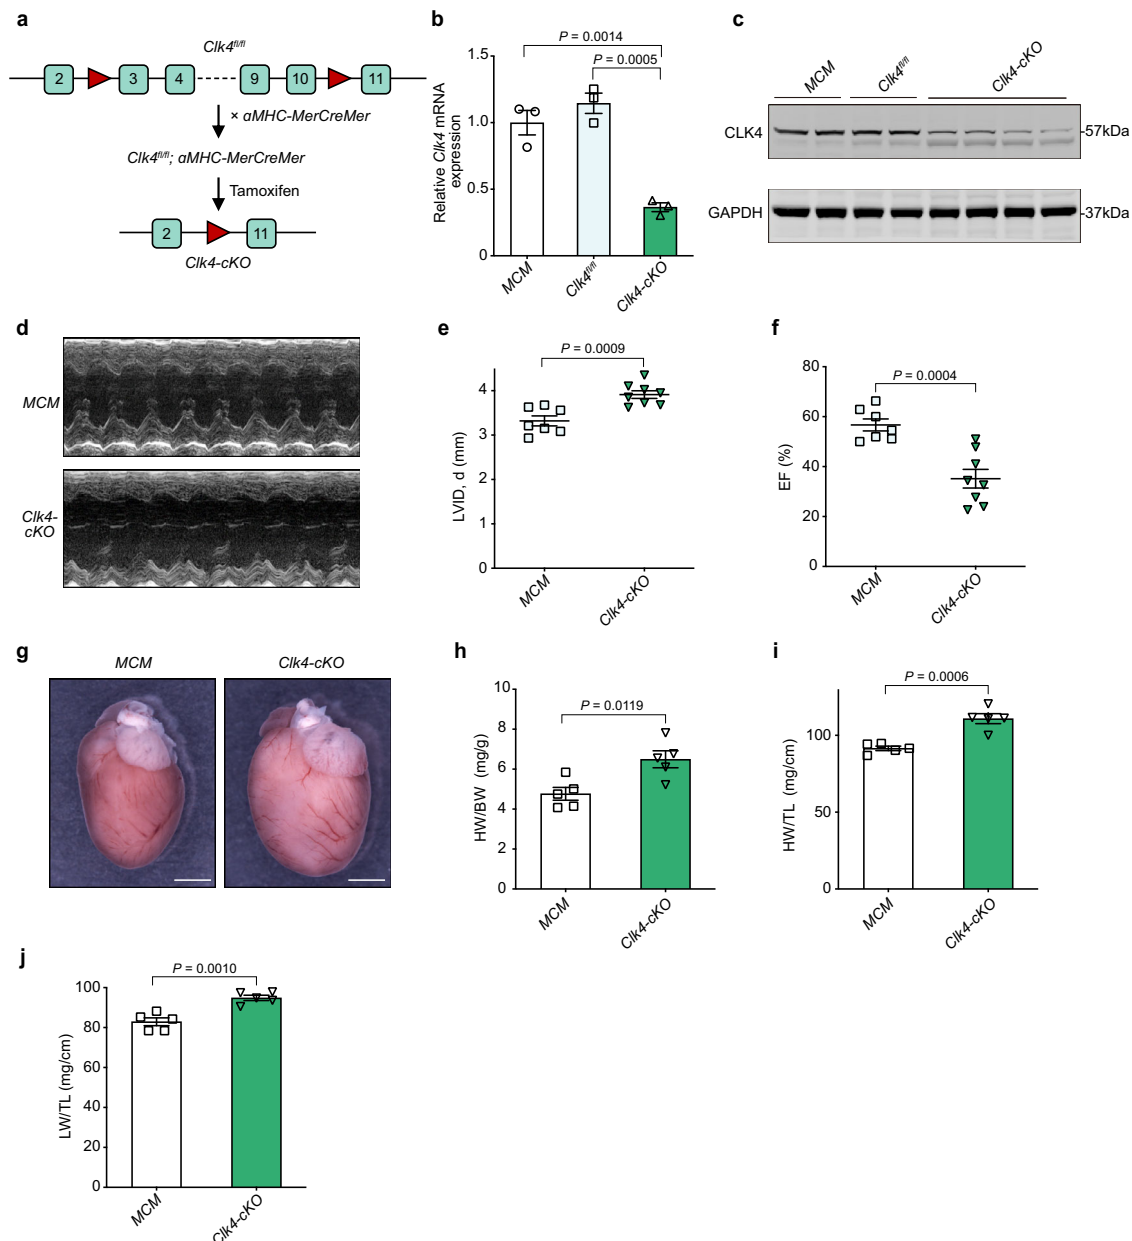 a
Clk4fl/fl
2 3 4 9 10 11
× αMHC-MerCreMer
Clk4fl/fl; αMHC-MerCreMer
Tamoxifen
2 11
Clk4-cKO
b
P = 0.0014
P = 0.0005
Relative Clk4 mRNA
expression
1.5
1.0
0.5
0
MCM Clk4fl/fl Clk4-cKO
c
MCM Clk4fl/fl Clk4-cKO
CLK4 -57kDa
GAPDH -37kDa
d
MCM
Clk4-
cKO
e
P = 0.0009
LVID, d (mm)
4
3
2
1
0
MCM Clk4-cKO
f
P = 0.0004
EF (%)
80
60
40
20
0
MCM Clk4-cKO
g
MCM Clk4-cKO
h
P = 0.0119
HW/BW (mg/g)
10
8
6
4
2
0
MCM Clk4-cKO
i
P = 0.0006
HW/TL (mg/cm)
100
50
0
MCM Clk4-cKO
j
P = 0.0010
LW/TL (mg/cm)
100
80
60
40
20
0
MCM Clk4-cKO